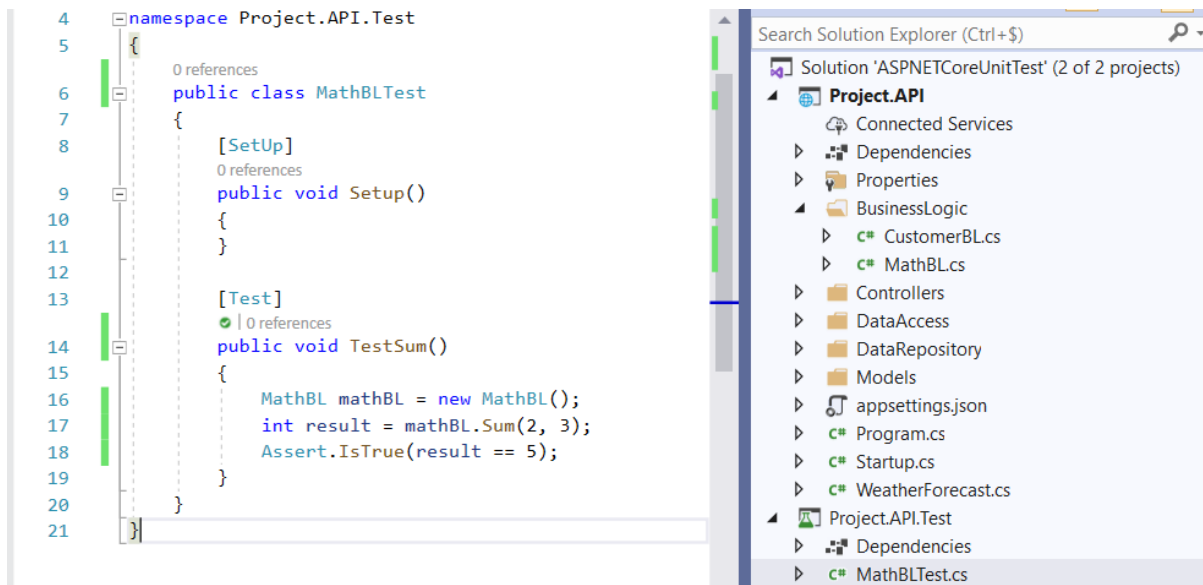 4 namespace Project.API.Test
5 {
0 references
6 public class MathBLTest
7 {
8 [SetUp]
0 references
9 public void Setup()
10 {
11 }
12
13 [Test]
0 references
14 public void TestSum()
15 {
16 MathBL mathBL = new MathBL();
17 int result = mathBL.Sum(2, 3);
18 Assert.IsTrue(result == 5);
19 }
20 }
21 }
Search Solution Explorer (Ctrl+$)
Solution 'ASPNETCoreUnitTest' (2 of 2 projects)
Project.API
Connected Services
Dependencies
Properties
BusinessLogic
C# CustomerBL.cs
C# MathBL.cs
Controllers
DataAccess
DataRepository
Models
appsettings.json
C# Program.cs
C# Startup.cs
C# WeatherForecast.cs
Project.API.Test
Dependencies
C# MathBLTest.cs